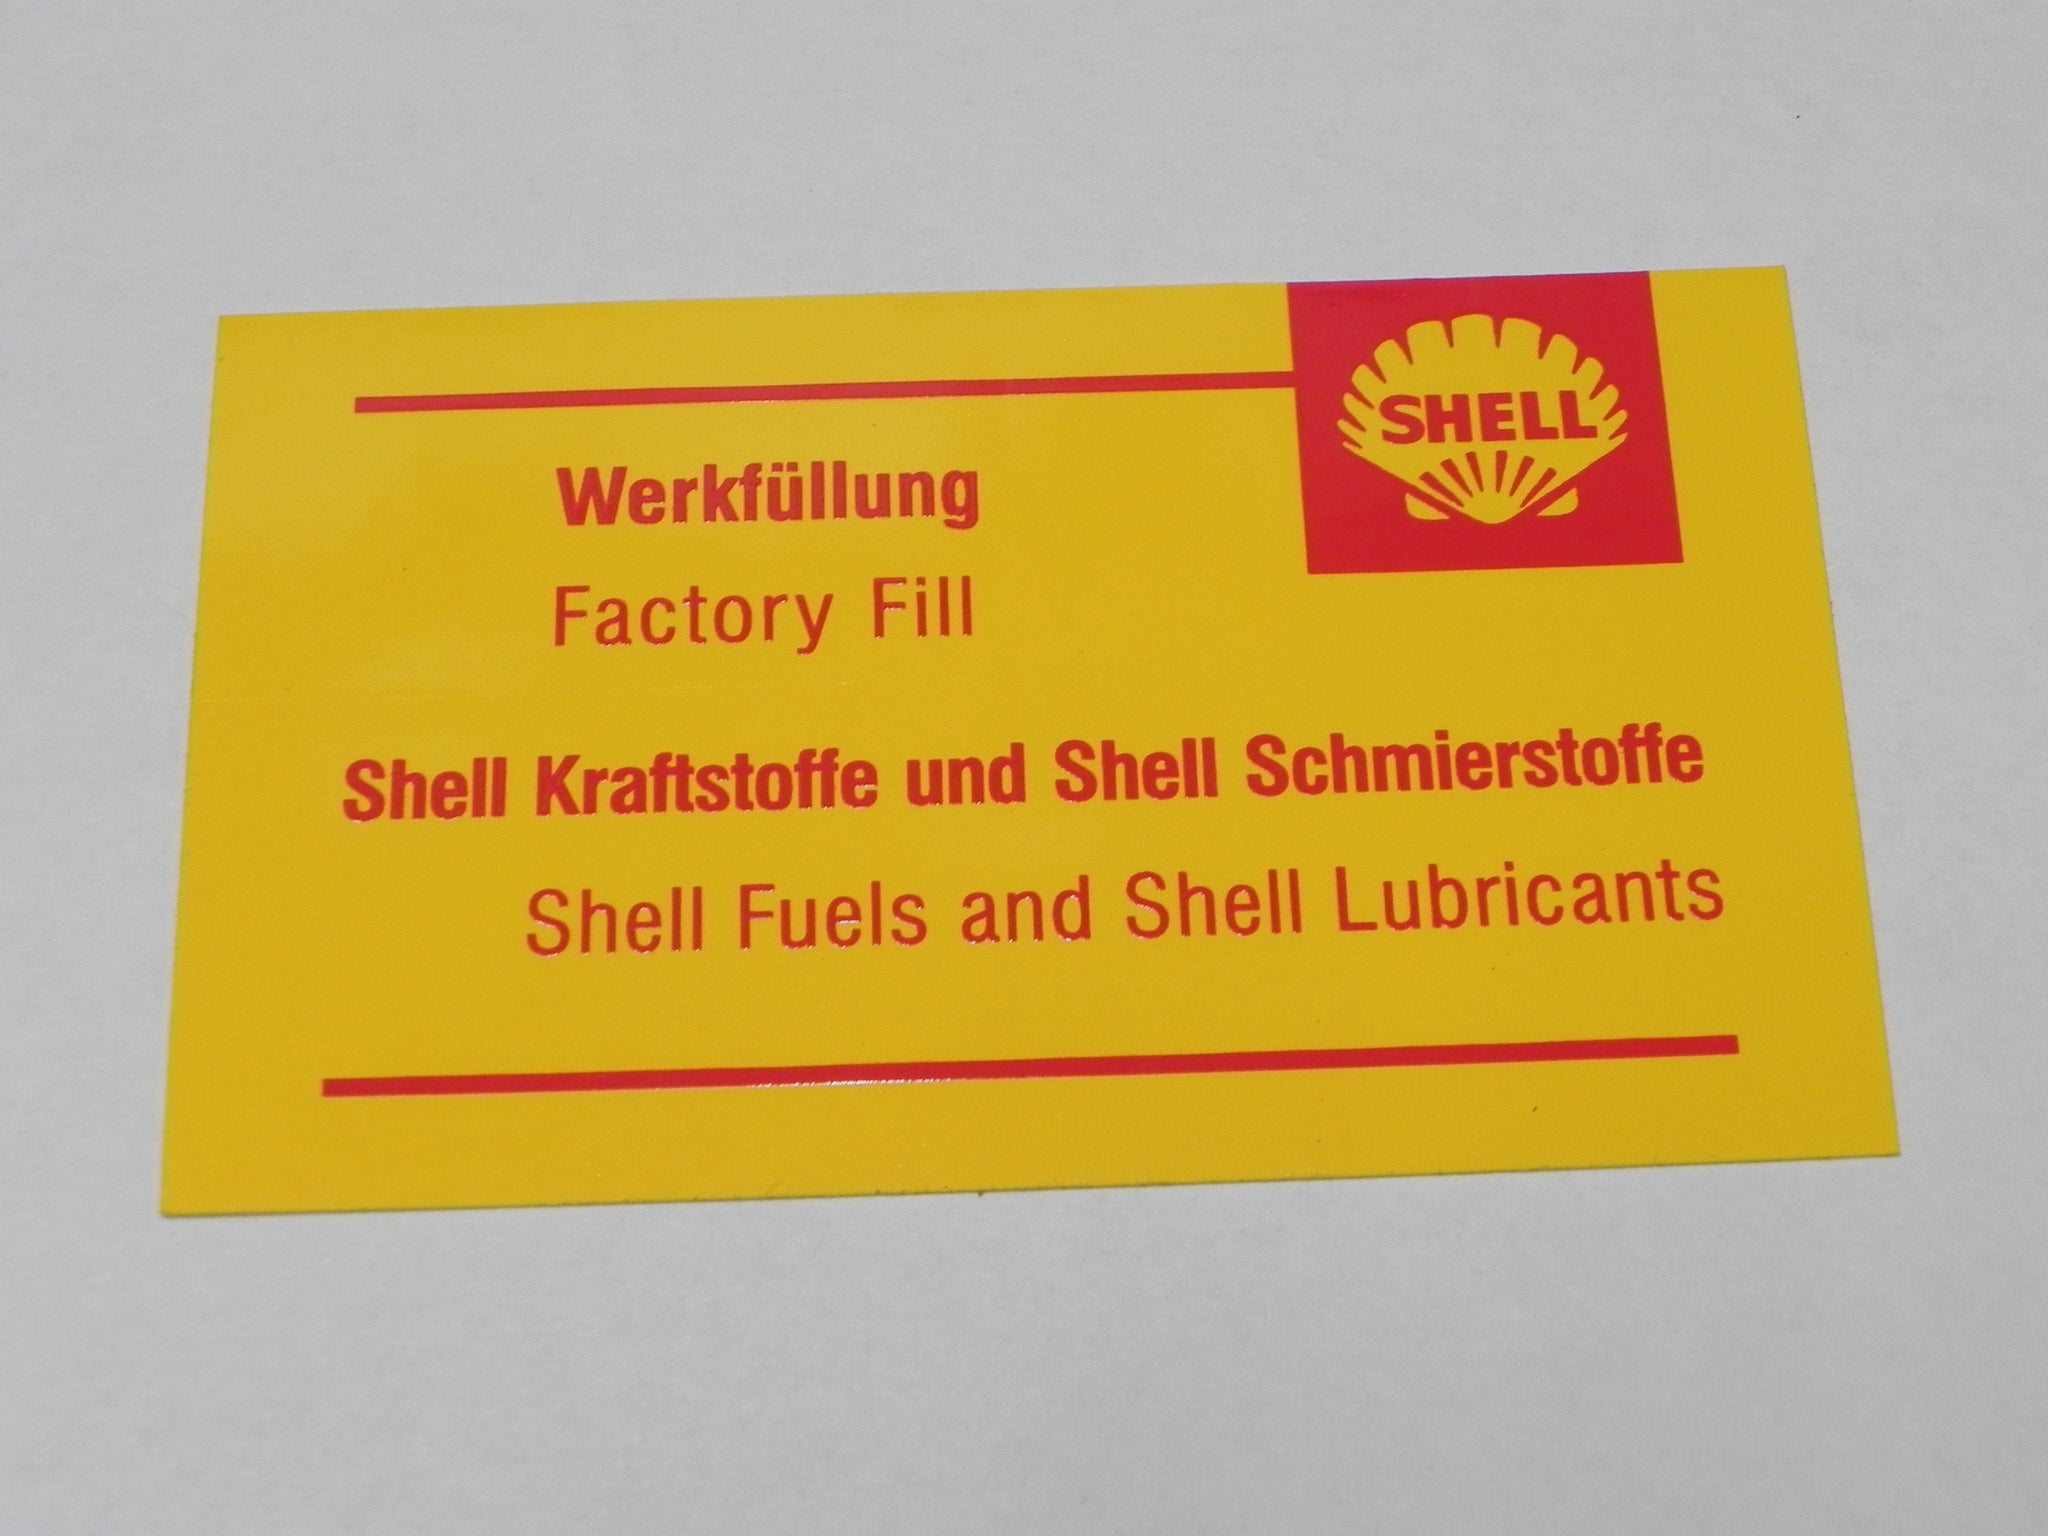 SHELL
Werkfüllung
Factory Fill
Shell Kraftstoffe und Shell Schmierstoffe
Shell Fuels and Shell Lubricants